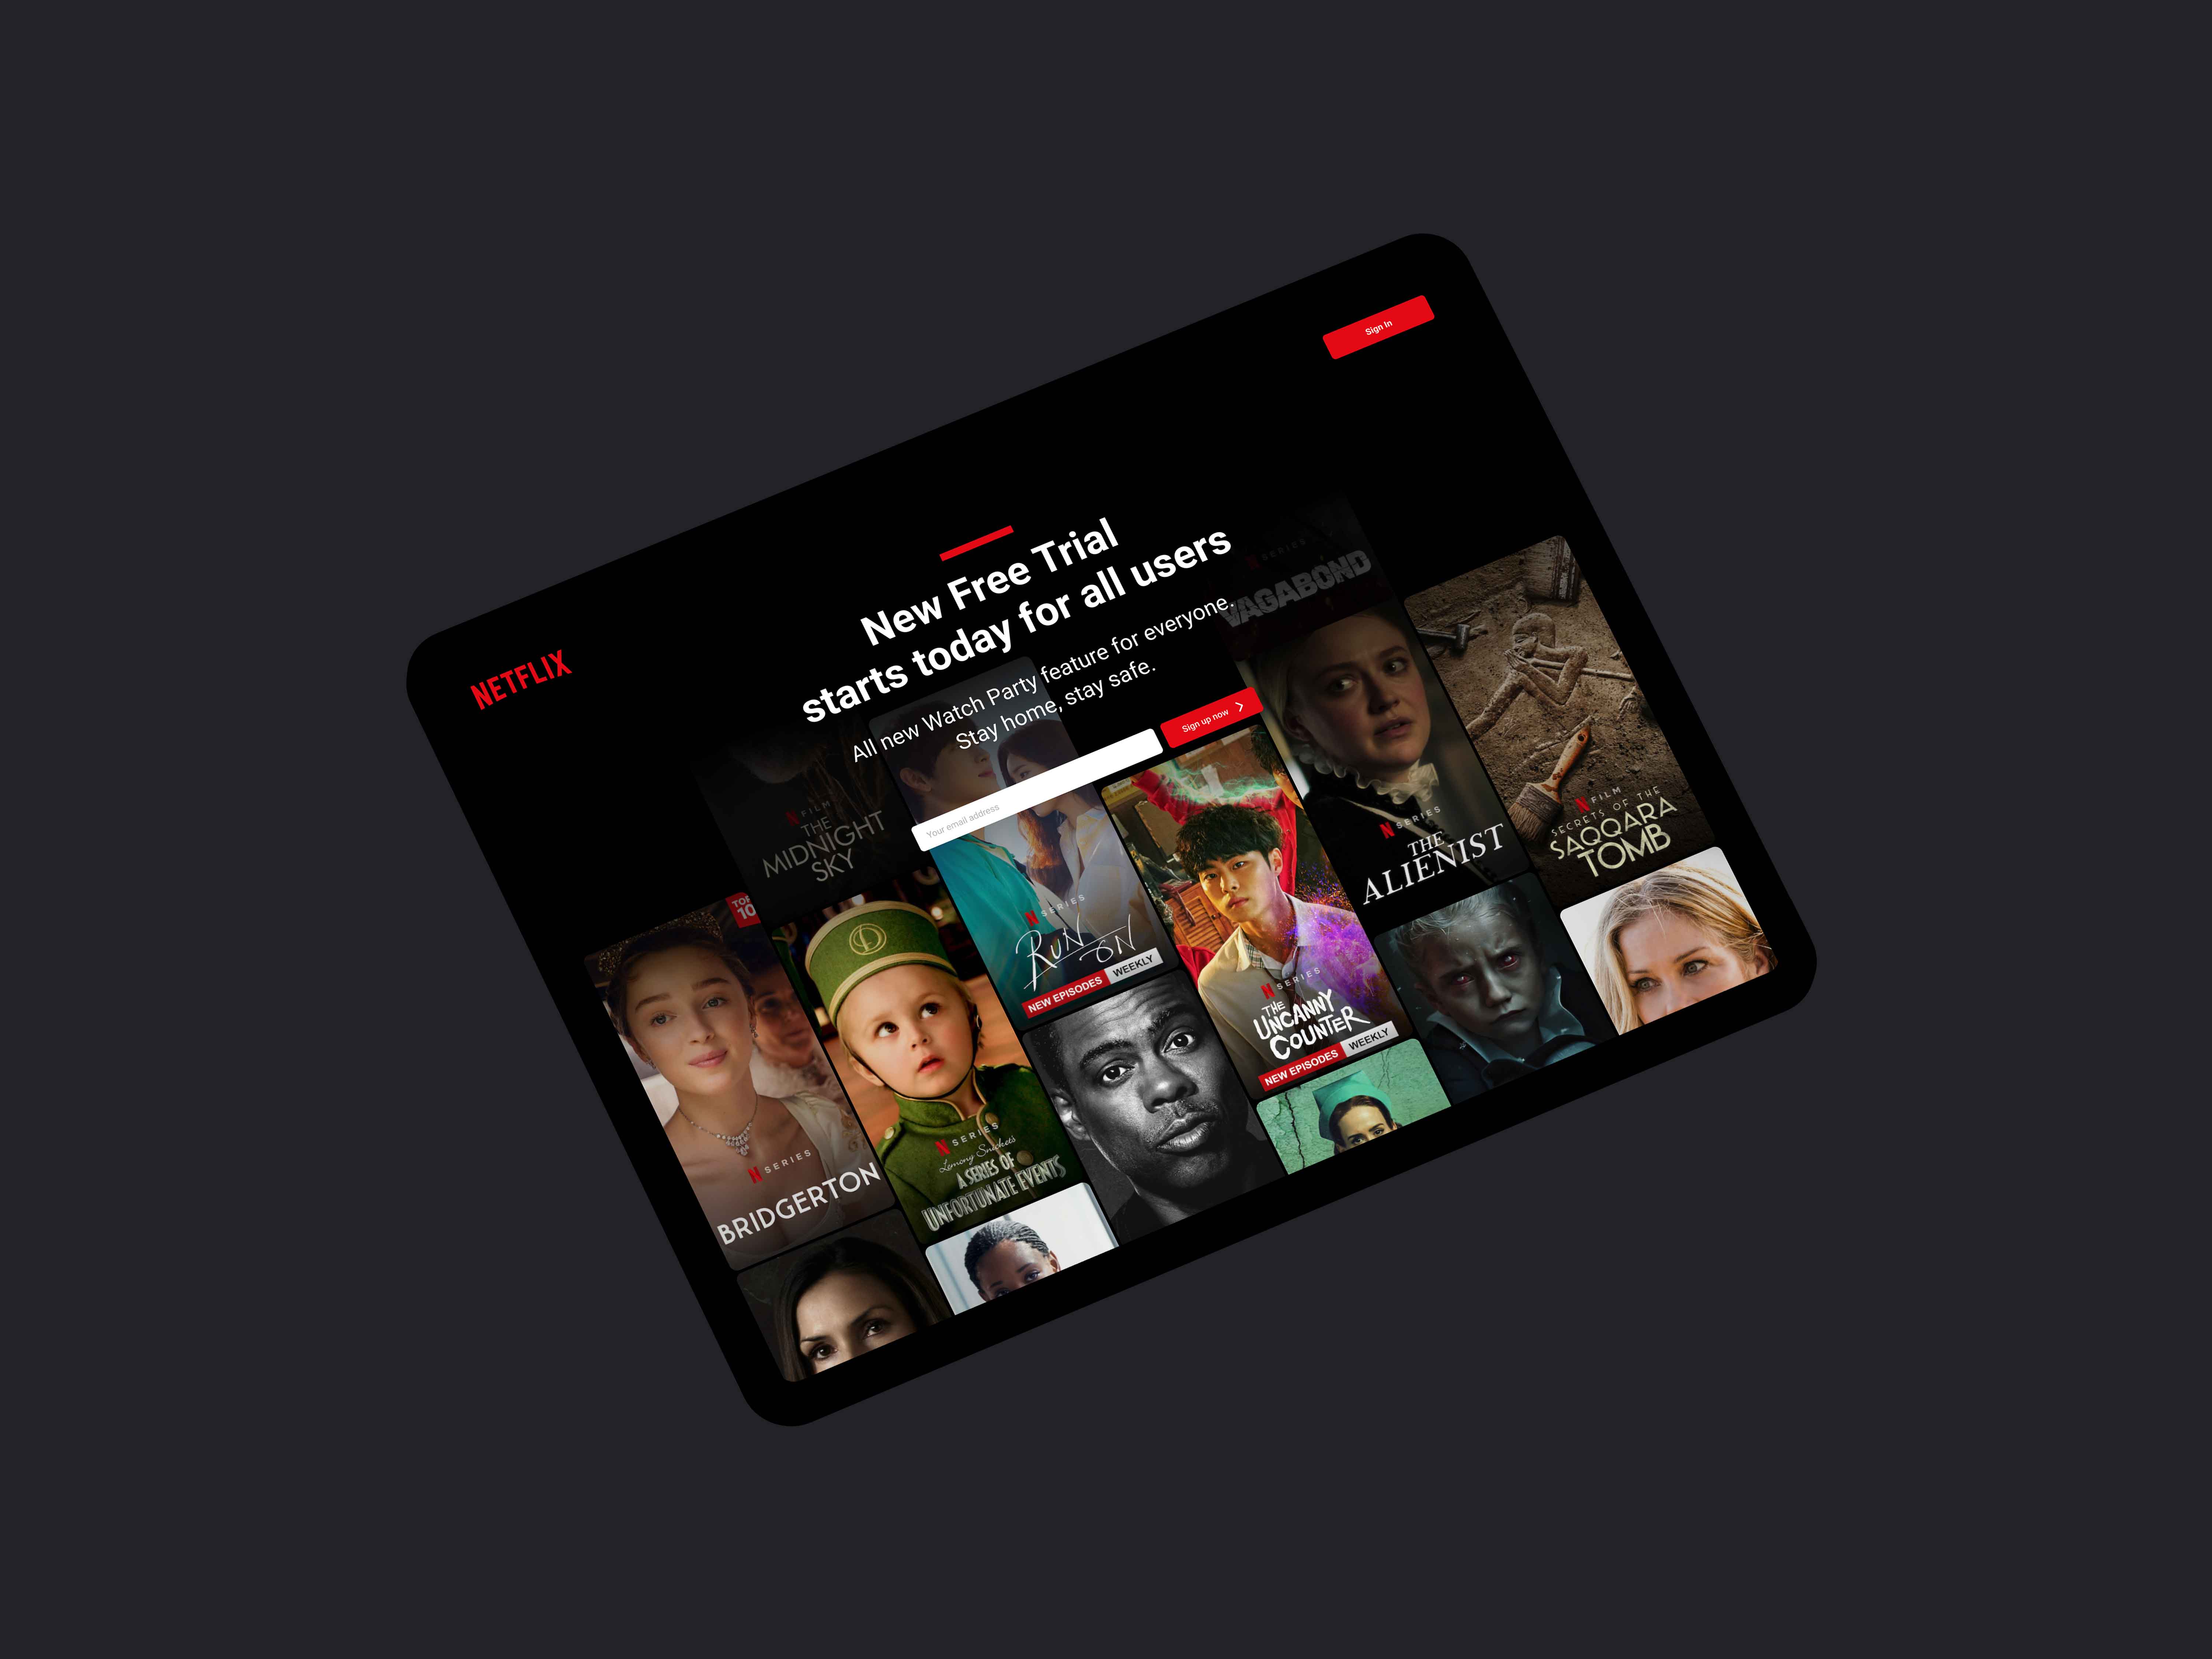 Sign In
NETFLIX
New Free Trial
starts today for all users
All new Watch Party feature for everyone.
Stay home, stay safe.
Your email address
Sign up now
N SERIES
VAGABOND
N FILM
THE
MIDNIGHT
SKY
N SERIES
RUN
ON
NEW EPISODES WEEKLY
N SERIES
THE
UNCANNY
COUNTER
NEW EPISODES WEEKLY
N SERIES
THE
ALIENIST
N FILM
SECRETS OF THE
SAQQARA
TOMB
TOP
10
N SERIES
BRIDGERTON
N SERIES
Lemony Snicket's
A SERIES OF
UNFORTUNATE EVENTS